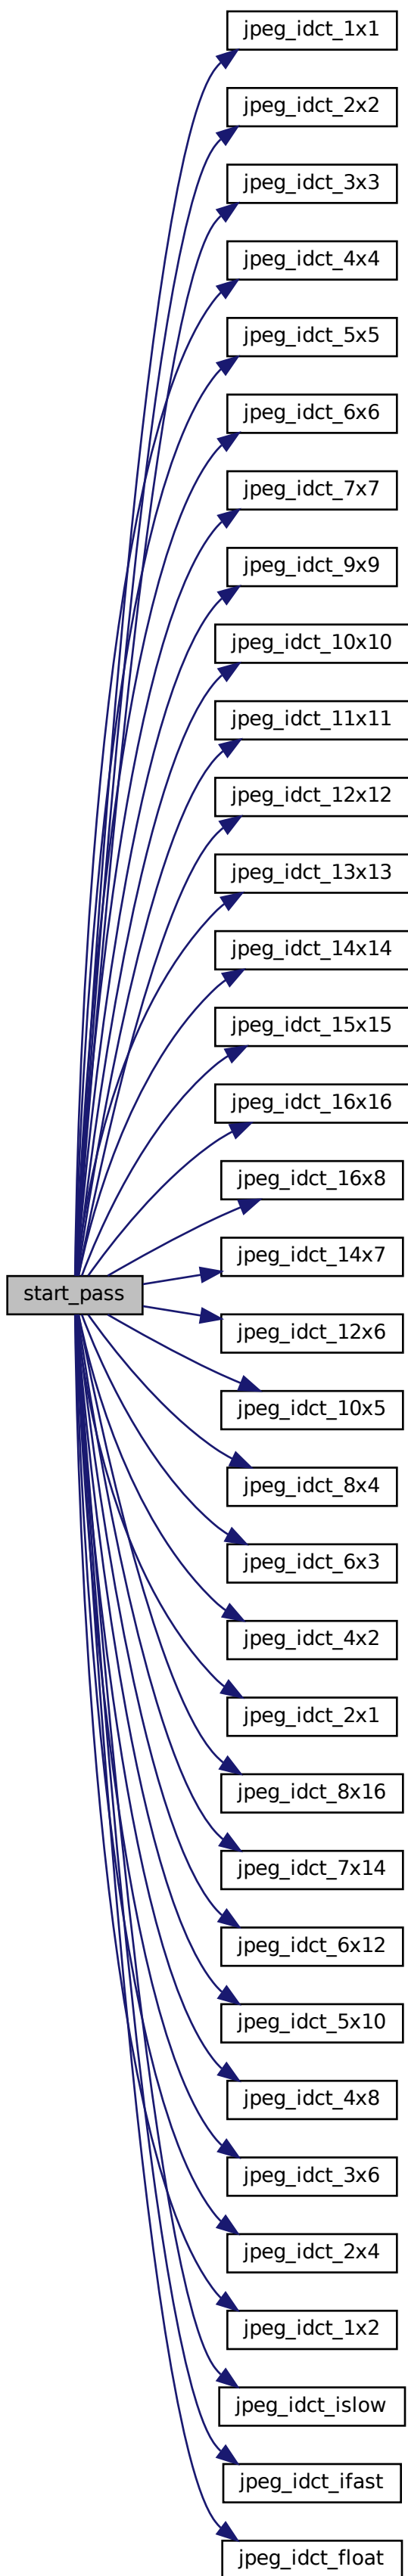 jpeg_idct_1x1
jpeg_idct_2x2
jpeg_idct_3x3
jpeg_idct_4x4
jpeg_idct_5x5
jpeg_idct_6x6
jpeg_idct_7x7
jpeg_idct_9x9
jpeg_idct_10x10
jpeg_idct_11x11
jpeg_idct_12x12
jpeg_idct_13x13
jpeg_idct_14x14
jpeg_idct_15x15
jpeg_idct_16x16
jpeg_idct_16x8
jpeg_idct_14x7
start_pass
jpeg_idct_12x6
jpeg_idct_10x5
jpeg_idct_8x4
jpeg_idct_6x3
jpeg_idct_4x2
jpeg_idct_2x1
jpeg_idct_8x16
jpeg_idct_7x14
jpeg_idct_6x12
jpeg_idct_5x10
jpeg_idct_4x8
jpeg_idct_3x6
jpeg_idct_2x4
jpeg_idct_1x2
jpeg_idct_islow
jpeg_idct_ifast
jpeg_idct_float